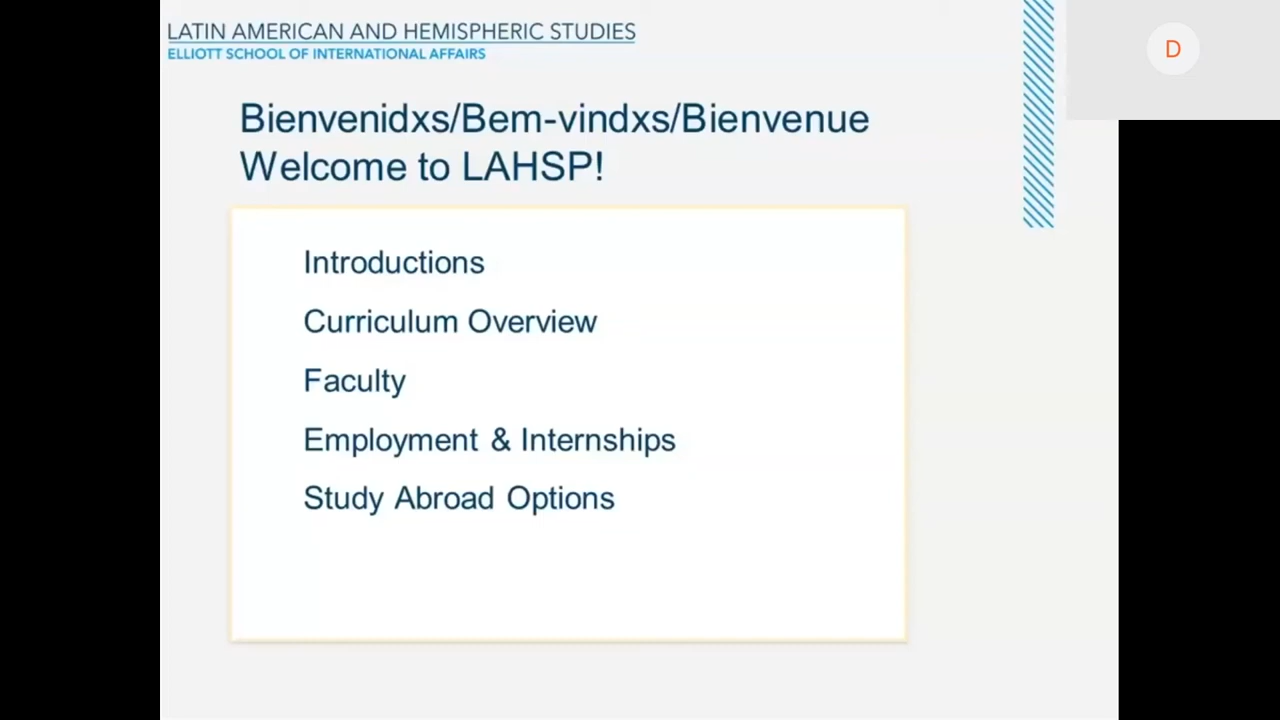 LATIN AMERICAN AND HEMISPHERIC STUDIES
ELLIOTT SCHOOL OF INTERNATIONAL AFFAIRS
D
Bienvenidxs/Bem-vindxs/Bienvenue
Welcome to LAHSP!
Introductions
Curriculum Overview
Faculty
Employment & Internships
Study Abroad Options